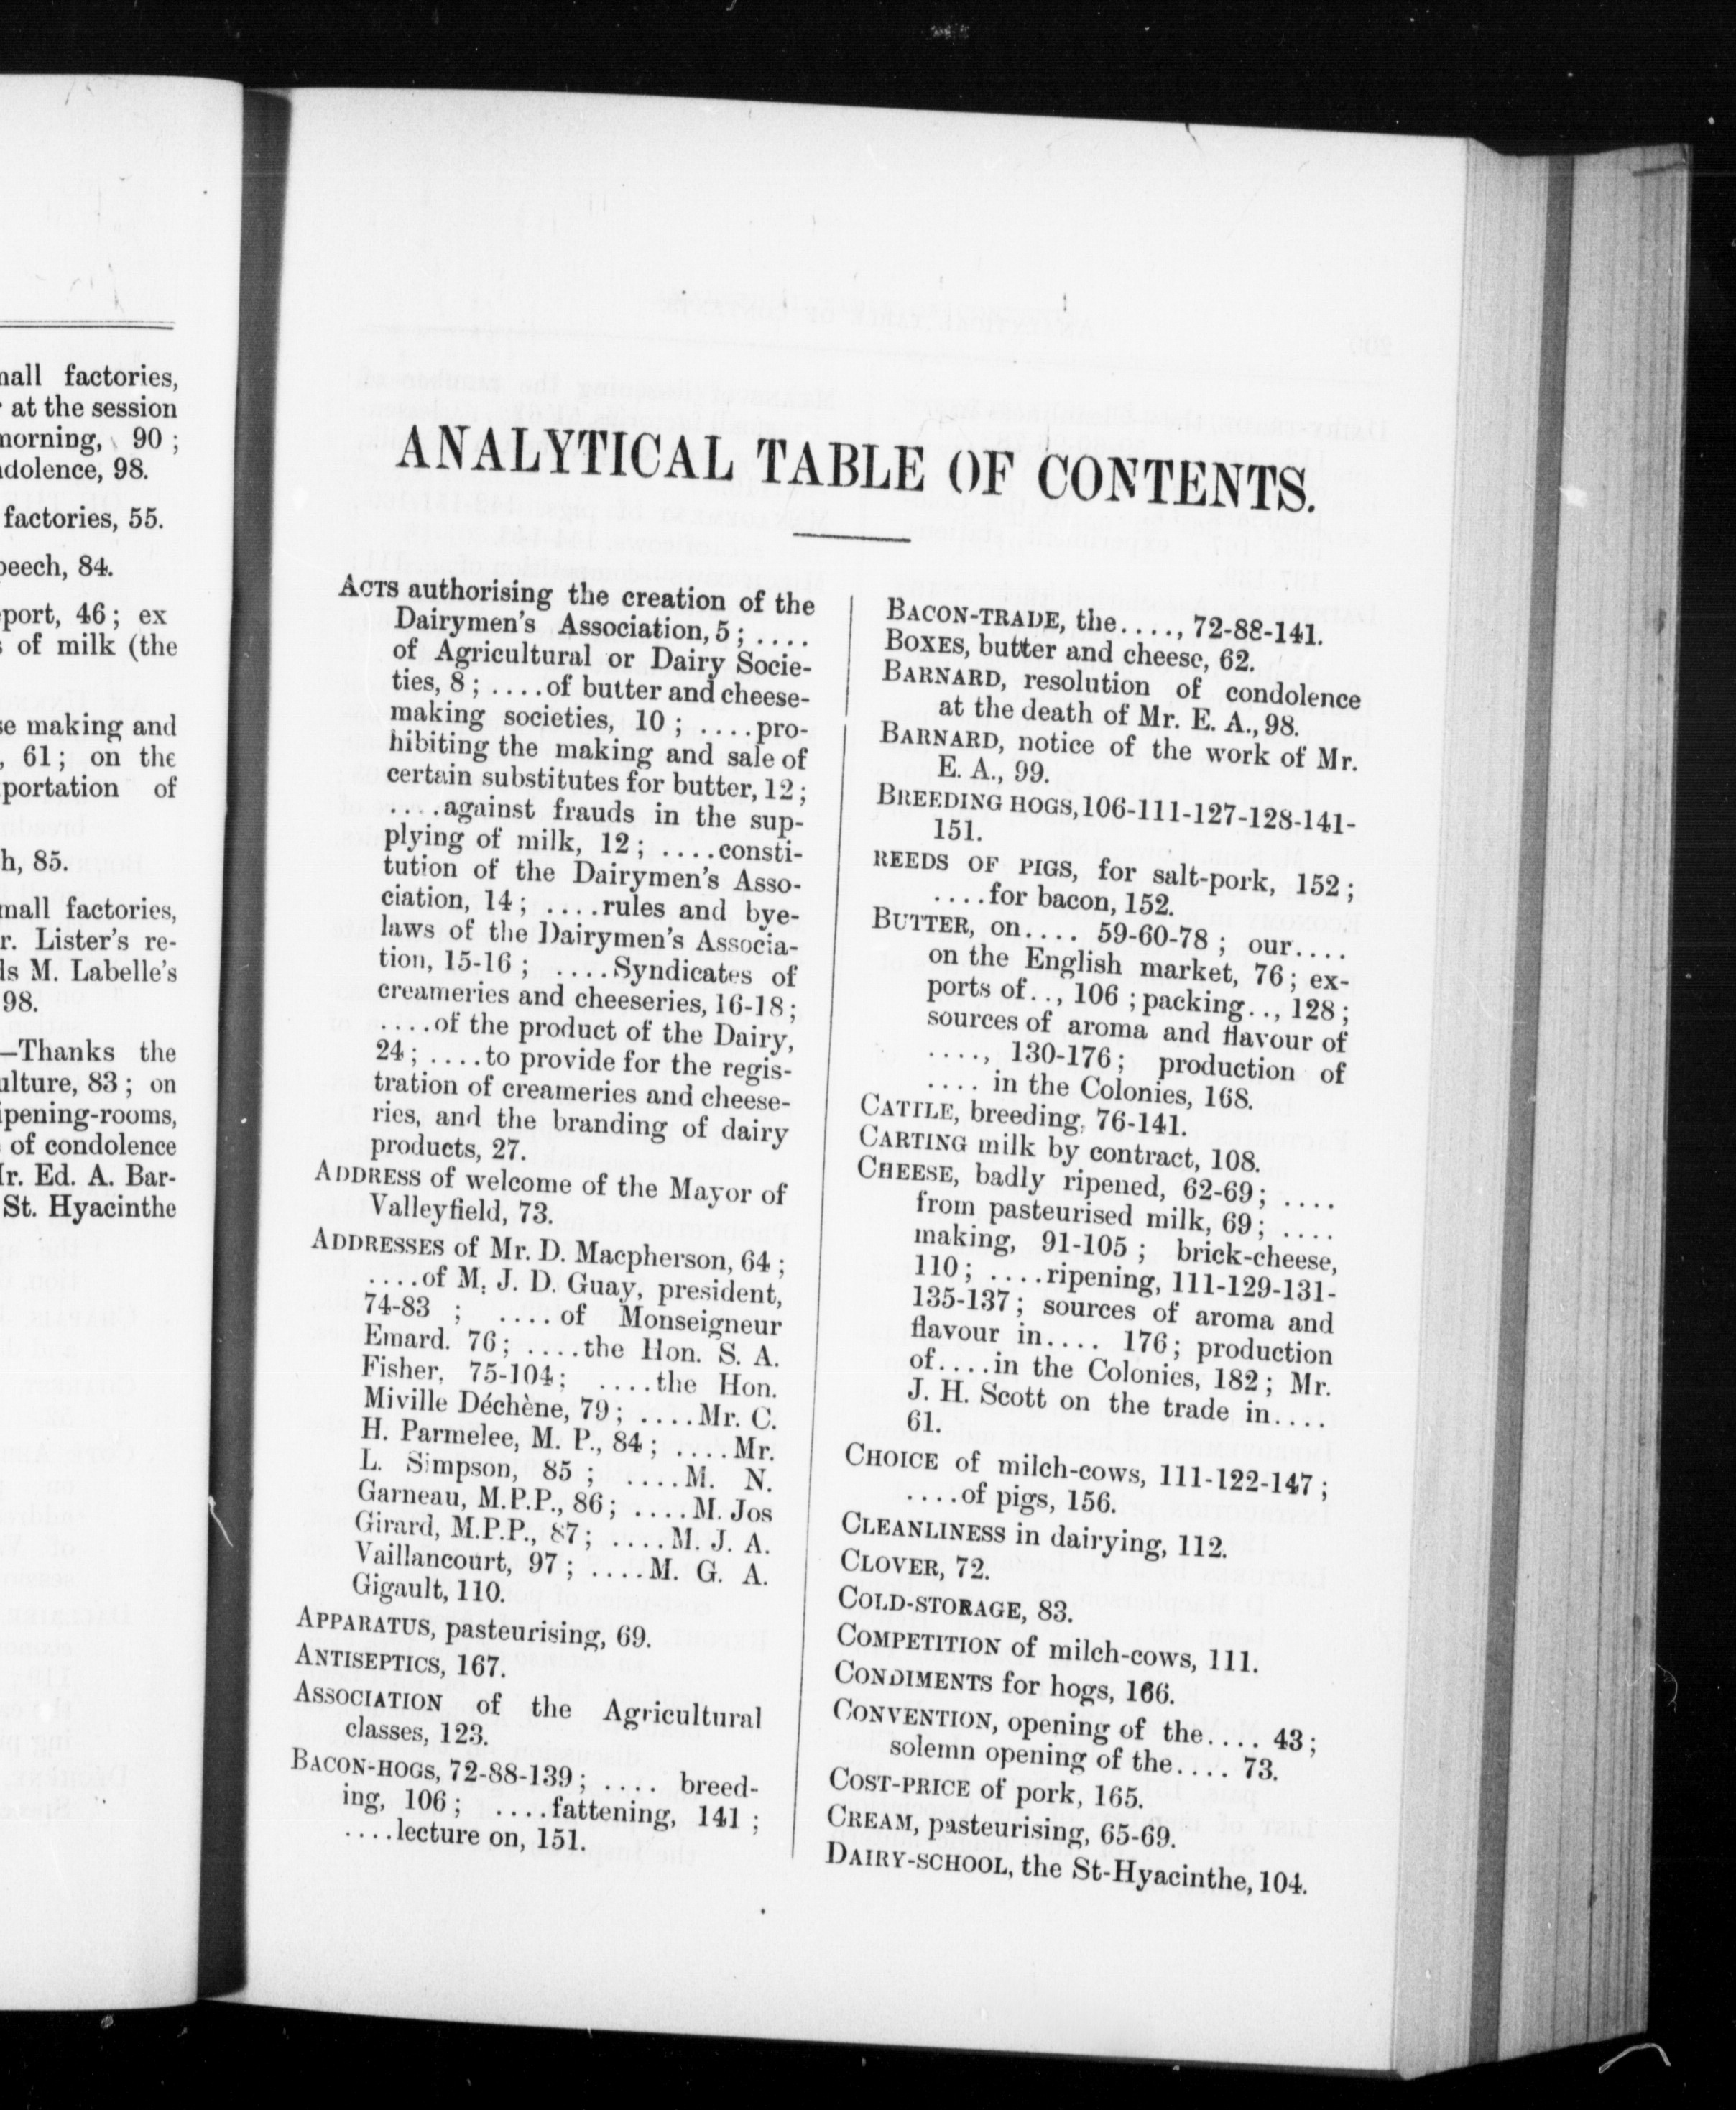 nall factories,
r at the session
morning, 90 ;
ndolence, 98.
factories, 55.
peech, 84.
port, 46 ; ex
s of milk (the
se making and
, 61 ; on the
portation of
h, 85.
mall factories,
r. Lister's re-
ls M. Labelle's
98.
—Thanks the
ulture, 83 ; on
ipening-rooms,
e of condolence
Ir. Ed. A. Bar-
St. Hyacinthe
ANALYTICAL TABLE OF CONTENTS.
ACTS authorising the creation of the
Dairymen's Association, 5 ; ....
of Agricultural or Dairy Socie-
ties, 8 ; ....of butter and cheese-
making societies, 10 ; ....pro-
hibiting the making and sale of
certain substitutes for butter, 12 ;
....against frauds in the sup-
plying of milk, 12 ; ....consti-
tution of the Dairymen's Asso-
ciation, 14 ; ....rules and bye-
laws of the Dairymen's Associa-
tion, 15-16 ; ....Syndicates of
creameries and cheeseries, 16-18 ;
....of the product of the Dairy,
24 ; ....to provide for the regis-
tration of creameries and cheese-
ries, and the branding of dairy
products, 27.
ADDRESS of welcome of the Mayor of
Valleyfield, 73.
ADDRESSES of Mr. D. Macpherson, 64 ;
....of M. J. D. Guay, president,
74-83 ; ....of Monseigneur
Emard. 76 ; ....the Hon. S. A.
Fisher, 75-104 ; ....the Hon.
Miville Déchène, 79 ; ....Mr. C.
H. Parmelee, M. P., 84 ; ....Mr.
L. Simpson, 85 ; ....M. N.
Garneau, M.P.P., 86 ; ....M. Jos
Girard, M.P.P., 87 ; ....M. J. A.
Vaillancourt, 97 ; ....M. G. A.
Gigault, 110.
APPARATUS, pasteurising, 69.
ANTISEPTICS, 167.
ASSOCIATION of the Agricultural
classes, 123.
BACON-HOGS, 72-88-139 ; .... breed-
ing, 106 ; ....fattening, 141 ;
....lecture on, 151.
BACON-TRADE, the...., 72-88-141.
BOXES, butter and cheese, 62.
BARNARD, resolution of condolence
at the death of Mr. E. A., 98.
BARNARD, notice of the work of Mr.
E. A., 99.
BREEDING HOGS, 106-111-127-128-141-
151.
REEDS OF PIGS, for salt-pork, 152 ;
....for bacon, 152.
BUTTER, on.... 59-60-78 ; our....
on the English market, 76 ; ex-
ports of.., 106 ; packing.., 128 ;
sources of aroma and flavour of
...., 130-176 ; production of
.... in the Colonies, 168.
CATTLE, breeding, 76-141.
CARTING milk by contract, 108.
CHEESE, badly ripened, 62-69 ; ....
from pasteurised milk, 69 ; ....
making, 91-105 ; brick-cheese,
110 ; ....ripening, 111-129-131-
135-137 ; sources of aroma and
flavour in.... 176 ; production
of....in the Colonies, 182 ; Mr.
J. H. Scott on the trade in....
61.
CHOICE of milch-cows, 111-122-147 ;
....of pigs, 156.
CLEANLINESS in dairying, 112.
CLOVER, 72.
COLD-STORAGE, 83.
COMPETITION of milch-cows, 111.
CONDIMENTS for hogs, 166.
CONVENTION, opening of the.... 43 ;
solemn opening of the.... 73.
COST-PRICE of pork, 165.
CREAM, pasteurising, 65-69.
DAIRY-SCHOOL, the St-Hyacinthe, 104.